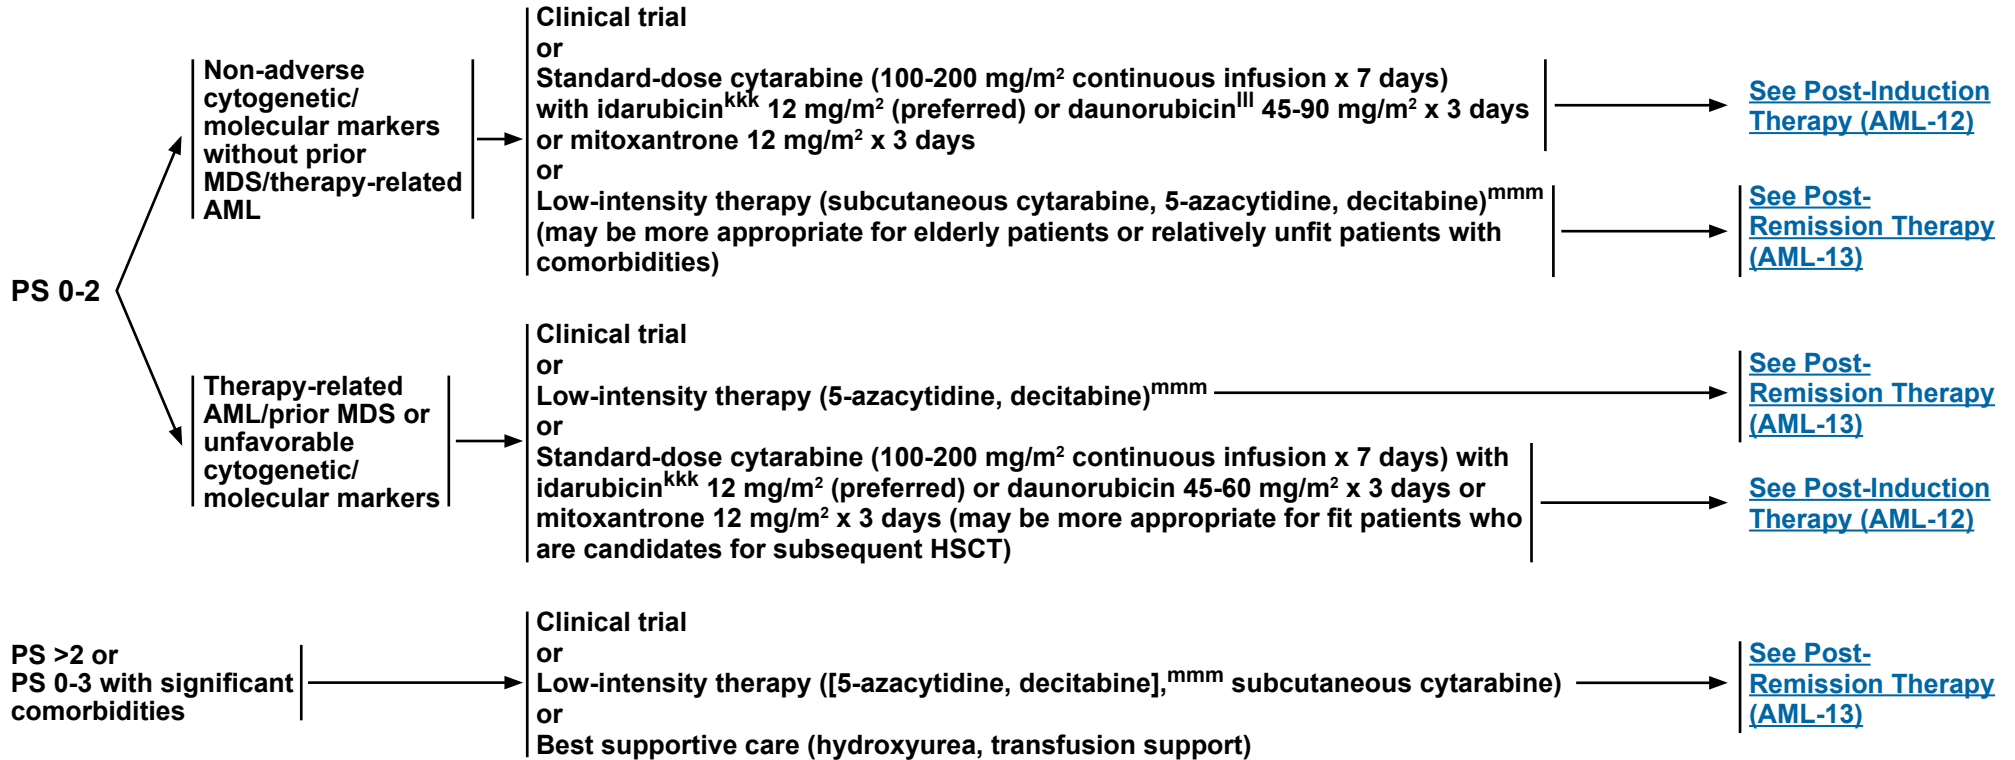 PS 0-2
Non-adverse
cytogenetic/
molecular markers
without prior
MDS/therapy-related
AML
Clinical trial
or
Standard-dose cytarabine (100-200 mg/m² continuous infusion x 7 days)
with idarubicinᵏᵏᵏ 12 mg/m² (preferred) or daunorubicinˡˡˡ 45-90 mg/m² x 3 days
or mitoxantrone 12 mg/m² x 3 days
or
Low-intensity therapy (subcutaneous cytarabine, 5-azacytidine, decitabine)ᵐᵐᵐ
(may be more appropriate for elderly patients or relatively unfit patients with
comorbidities)
See Post-Induction
Therapy (AML-12)
See Post-
Remission Therapy
(AML-13)
Therapy-related
AML/prior MDS or
unfavorable
cytogenetic/
molecular markers
Clinical trial
or
Low-intensity therapy (5-azacytidine, decitabine)ᵐᵐᵐ
or
Standard-dose cytarabine (100-200 mg/m² continuous infusion x 7 days) with
idarubicinᵏᵏᵏ 12 mg/m² (preferred) or daunorubicin 45-60 mg/m² x 3 days or
mitoxantrone 12 mg/m² x 3 days (may be more appropriate for fit patients who
are candidates for subsequent HSCT)
See Post-
Remission Therapy
(AML-13)
See Post-Induction
Therapy (AML-12)
PS >2 or
PS 0-3 with significant
comorbidities
Clinical trial
or
Low-intensity therapy ([5-azacytidine, decitabine],ᵐᵐᵐ subcutaneous cytarabine)
or
Best supportive care (hydroxyurea, transfusion support)
See Post-
Remission Therapy
(AML-13)